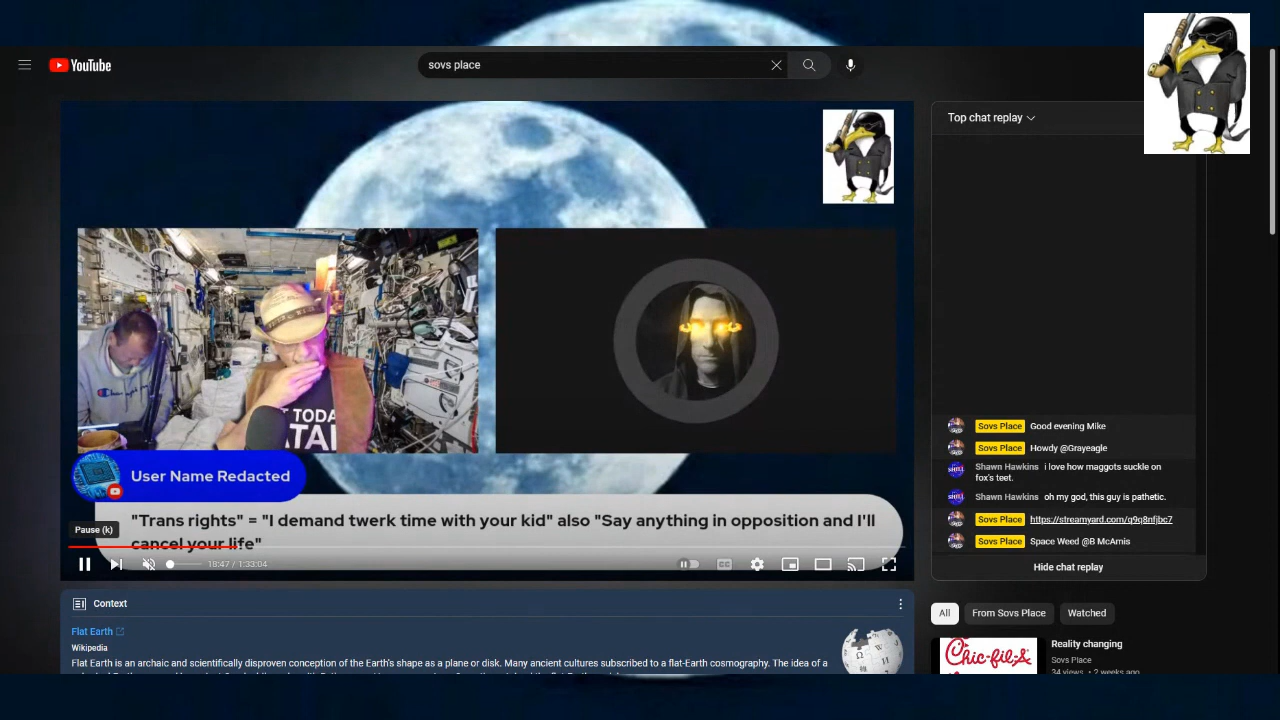 YouTube
sovs place
Top chat replay
T TODA
ATAI
User Name Redacted
"Trans rights" = "I demand twerk time with your kid" also "Say anything in opposition and I'll
cancel your life"
Pause (k)
18:47 / 1:33:04
CC
Sovs Place Good evening Mike
Sovs Place Howdy @Grayeagle
Shawn Hawkins i love how maggots suckle on
fox's teet.
Shawn Hawkins oh my god, this guy is pathetic.
Sovs Place https://streamyard.com/q9q8nfjbc7
Sovs Place Space Weed @B McAmis
Hide chat replay
Context
Flat Earth
Wikipedia
Flat Earth is an archaic and scientifically disproven conception of the Earth's shape as a plane or disk. Many ancient cultures subscribed to a flat-Earth cosmography. The idea of a
All
From Sovs Place
Watched
Chic-fil-S
Reality changing
Sovs Place
34 views • 2 weeks ago